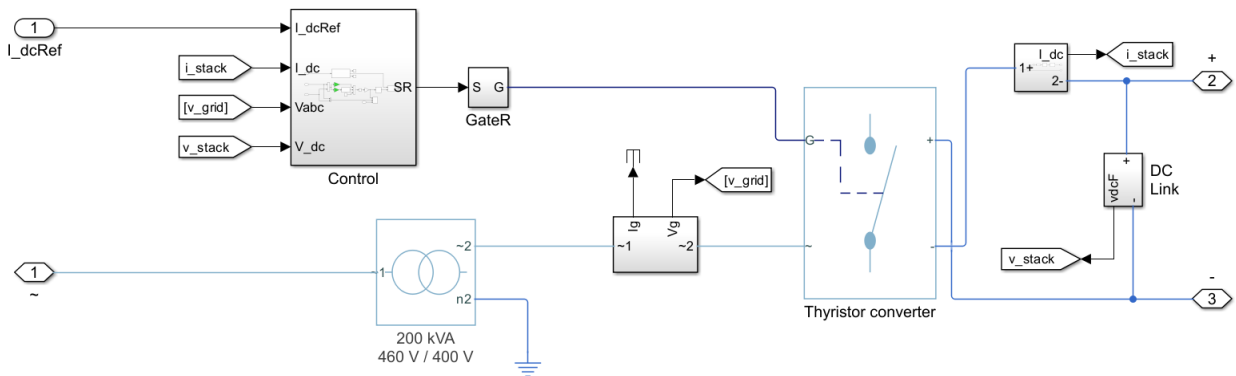 1
I_dcRef
i_stack
[v_grid]
v_stack
I_dcRef
I_dc
Vabc
V_dc
SR
Control
S G
GateR
[v_grid]
Ig
Vg
~1
~2
1
~
~1
~2
n2
200 kVA
460 V / 400 V
G
+
~
-
Thyristor converter
I_dc
1+
2-
i_stack
+
2
+
vdcF
-
DC
Link
v_stack
-
3